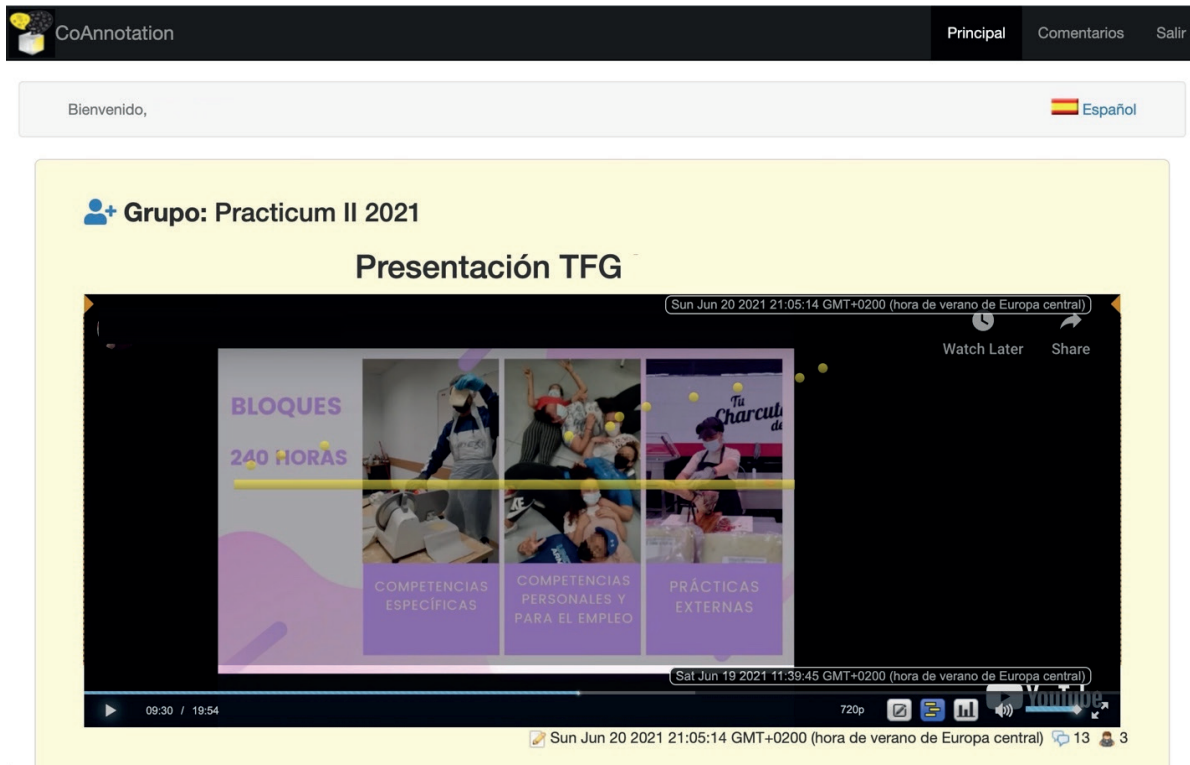 CoAnnotation
Principal Comentarios Salir
Bienvenido,
Español
Grupo: Practicum II 2021
Presentación TFG
Sun Jun 20 2021 21:05:14 GMT+0200 (hora de verano de Europa central)
Watch Later Share
BLOQUES
240 HORAS
Tu
Charcut
de
COMPETENCIAS
ESPECÍFICAS
COMPETENCIAS
PERSONALES Y
PARA EL EMPLEO
PRÁCTICAS
EXTERNAS
Sat Jun 19 2021 11:39:45 GMT+0200 (hora de verano de Europa central)
YouTube
09:30 / 19:54
720p
Sun Jun 20 2021 21:05:14 GMT+0200 (hora de verano de Europa central) 13 3